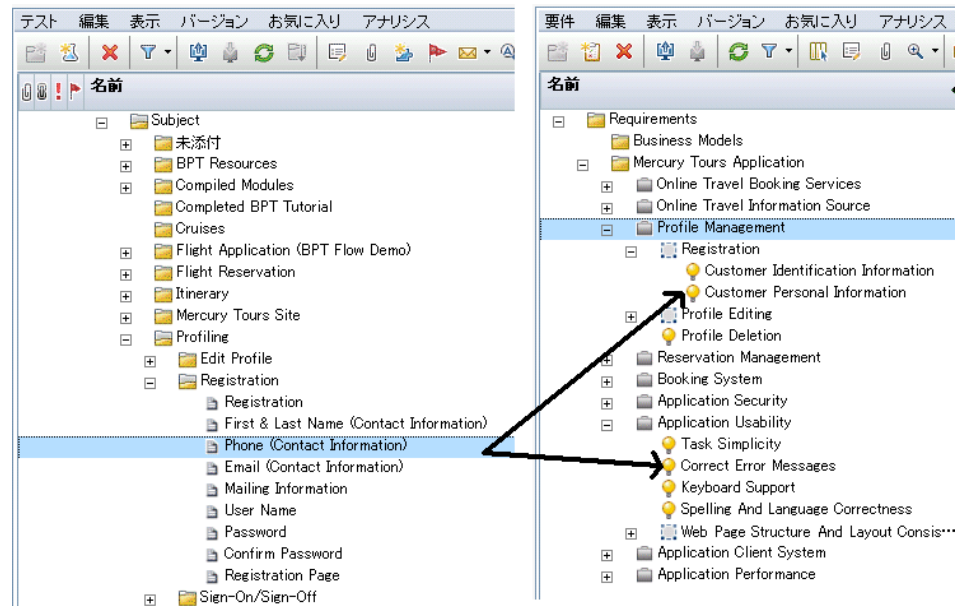 テスト 編集 表示 バージョン お気に入り アナリシス
名前
Subject
未添付
BPT Resources
Compiled Modules
Completed BPT Tutorial
Cruises
Flight Application (BPT Flow Demo)
Flight Reservation
Itinerary
Mercury Tours Site
Profiling
Edit Profile
Registration
Registration
First & Last Name (Contact Information)
Phone (Contact Information)
Email (Contact Information)
Mailing Information
User Name
Password
Confirm Password
Registration Page
Sign-On/Sign-Off
要件 編集 表示 バージョン お気に入り アナリシス
名前
Requirements
Business Models
Mercury Tours Application
Online Travel Booking Services
Online Travel Information Source
Profile Management
Registration
Customer Identification Information
Customer Personal Information
Profile Editing
Profile Deletion
Reservation Management
Booking System
Application Security
Application Usability
Task Simplicity
Correct Error Messages
Keyboard Support
Spelling And Language Correctness
Web Page Structure And Layout Consis…
Application Client System
Application Performance